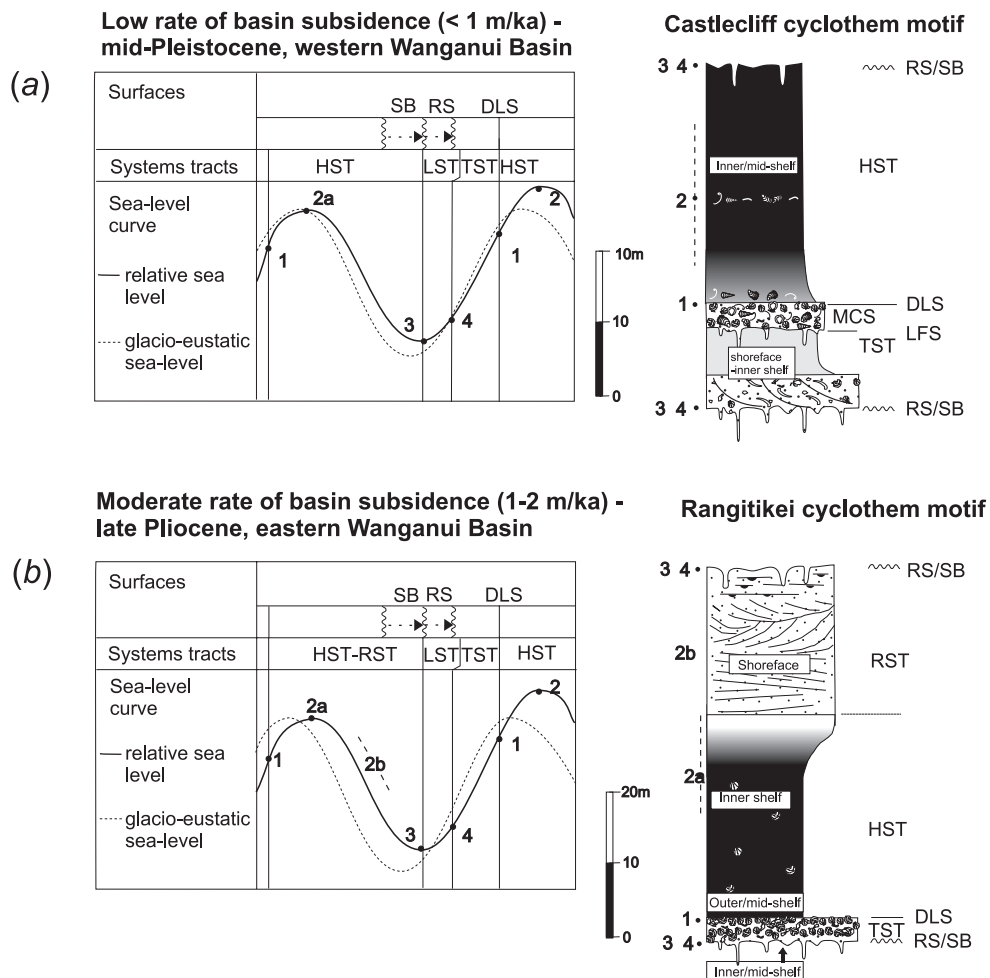 Low rate of basin subsidence (< 1 m/ka) -
mid-Pleistocene, western Wanganui Basin
Castlecliff cyclothem motif
(a)
Surfaces
SB RS DLS
Systems tracts HST LST TST HST
Sea-level
curve
relative sea
level
glacio-eustatic
sea-level
1
2a
3
4
1
2
10m
10
0
3 4
RS/SB
Inner/mid-shelf
HST
2
1
DLS
MCS
LFS
TST
shoreface
-inner shelf
3 4
RS/SB
Moderate rate of basin subsidence (1-2 m/ka) -
late Pliocene, eastern Wanganui Basin
Rangitikei cyclothem motif
(b)
Surfaces
SB RS DLS
Systems tracts HST-RST LST TST HST
Sea-level
curve
relative sea
level
glacio-eustatic
sea-level
1
2a
2b
3
4
1
2
20m
10
0
3 4
RS/SB
2b
Shoreface
RST
2a
Inner shelf
HST
Outer/mid-shelf
1
DLS
TST
3 4
RS/SB
Inner/mid-shelf